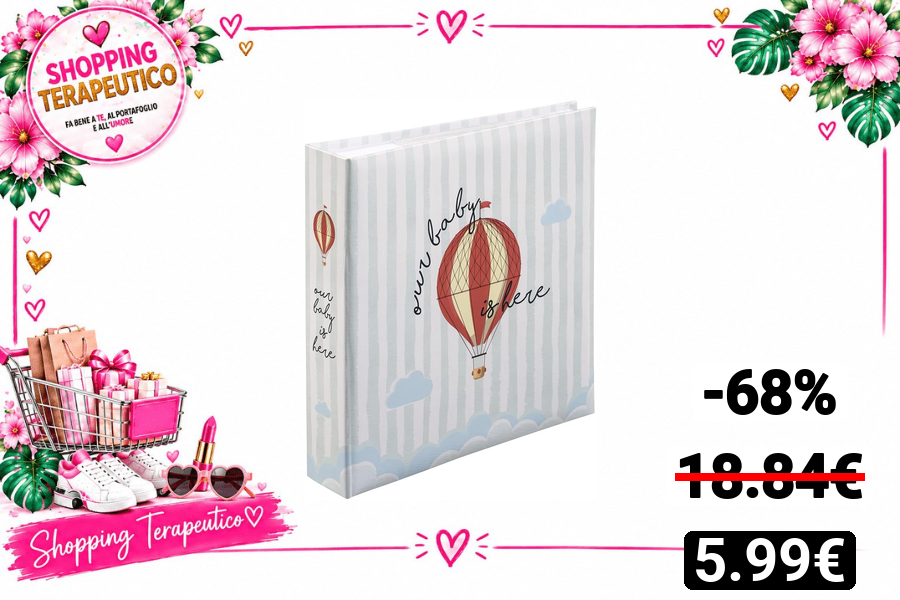 SHOPPING
TERAPEUTICO
FA BENE A TE, AL PORTAFOGLIO
E ALL'UMORE
our baby
is here
our
baby
is
here
-68%
18.84€
5.99€
Shopping Terapeutico